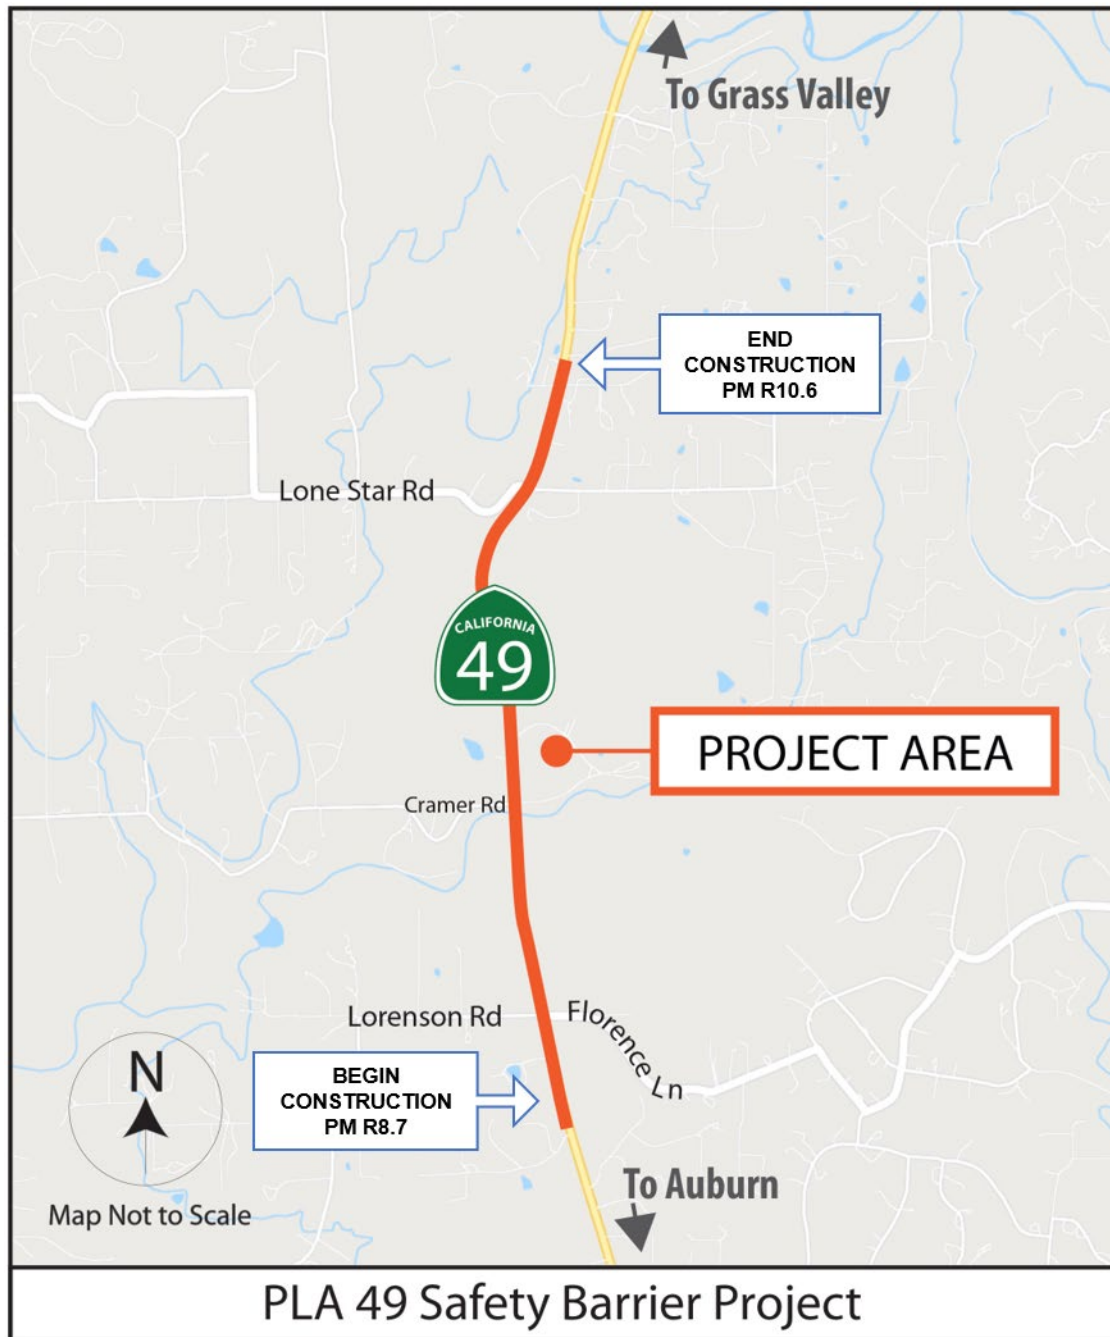 To Grass Valley
END
CONSTRUCTION
PM R10.6
Lone Star Rd
CALIFORNIA
49
PROJECT AREA
Cramer Rd
Lorenson Rd
Florence Ln
N
BEGIN
CONSTRUCTION
PM R8.7
To Auburn
Map Not to Scale
PLA 49 Safety Barrier Project